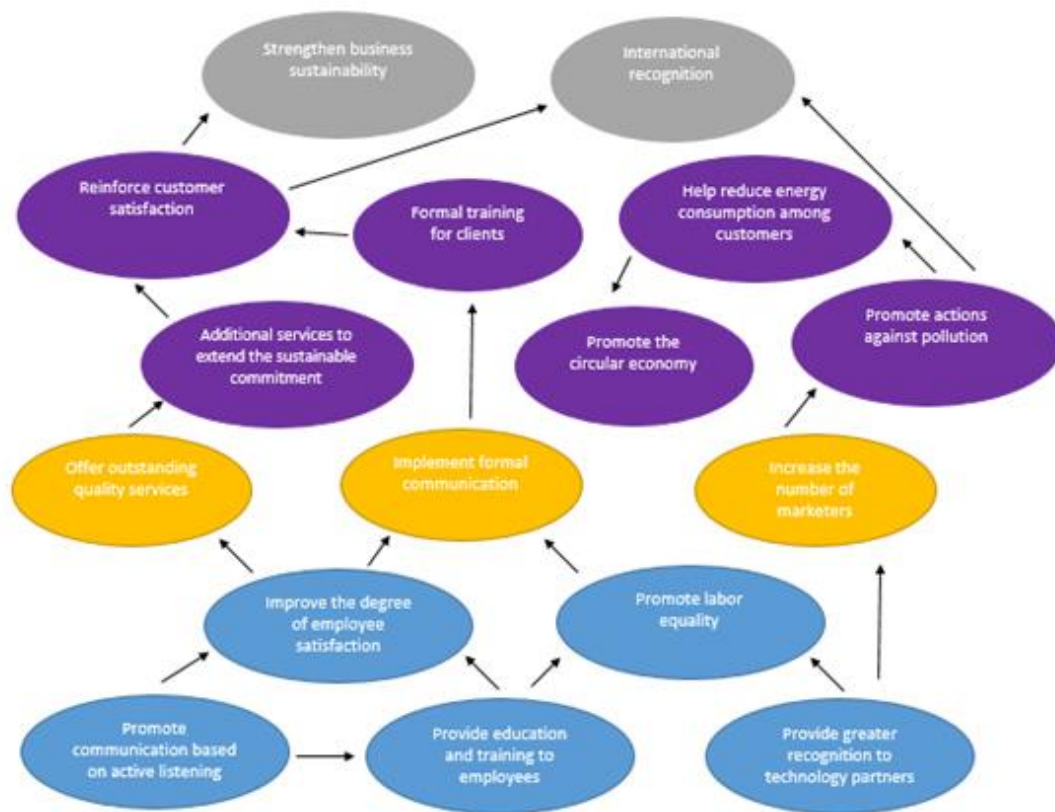 Strengthen business
sustainability
International
recognition
Reinforce customer
satisfaction
Formal training
for clients
Help reduce energy
consumption among
customers
Additional services to
extend the sustainable
commitment
Promote the
circular economy
Promote actions
against pollution
Offer outstanding
quality services
Implement formal
communication
Increase the
number of
marketers
Improve the degree
of employee
satisfaction
Promote labor
equality
Promote
communication based
on active listening
Provide education
and training to
employees
Provide greater
recognition to
technology partners